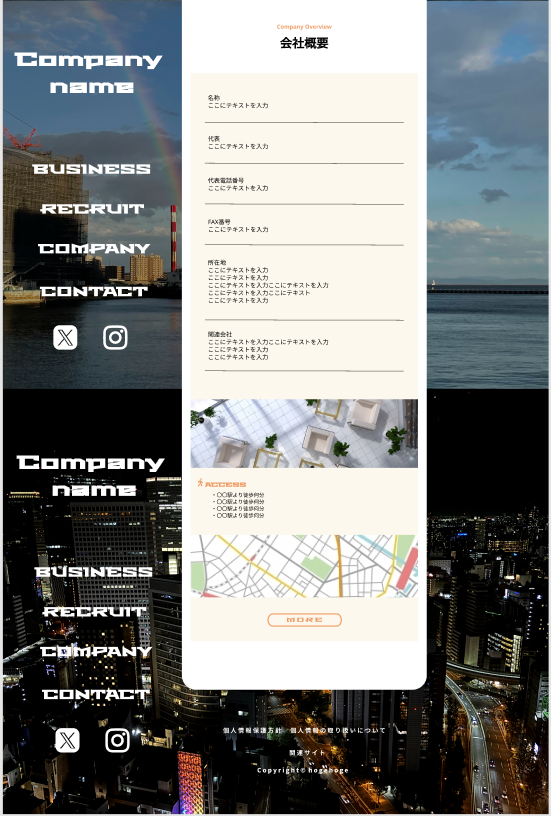 Company
name
BUSINESS
RECRUIT
COMPANY
CONTACT
Company Overview
会社概要
名称
ここにテキストを入力
代表
ここにテキストを入力
代表電話番号
ここにテキストを入力
FAX番号
ここにテキストを入力
所在地
ここにテキストを入力
ここにテキストを入力
ここにテキストを入力ここにテキストを入力
ここにテキストを入力ここにテキスト
ここにテキストを入力
関連会社
ここにテキストを入力ここにテキストを入力
ここにテキストを入力
ここにテキストを入力
ACCESS
・〇〇駅より徒歩何分
・〇〇駅より徒歩何分
・〇〇駅より徒歩何分
・〇〇駅より徒歩何分
MORE
Company
name
BUSINESS
RECRUIT
COMPANY
CONTACT
個人情報保護方針 個人情報の取り扱いについて
関連サイト
Copyright© hogehoge